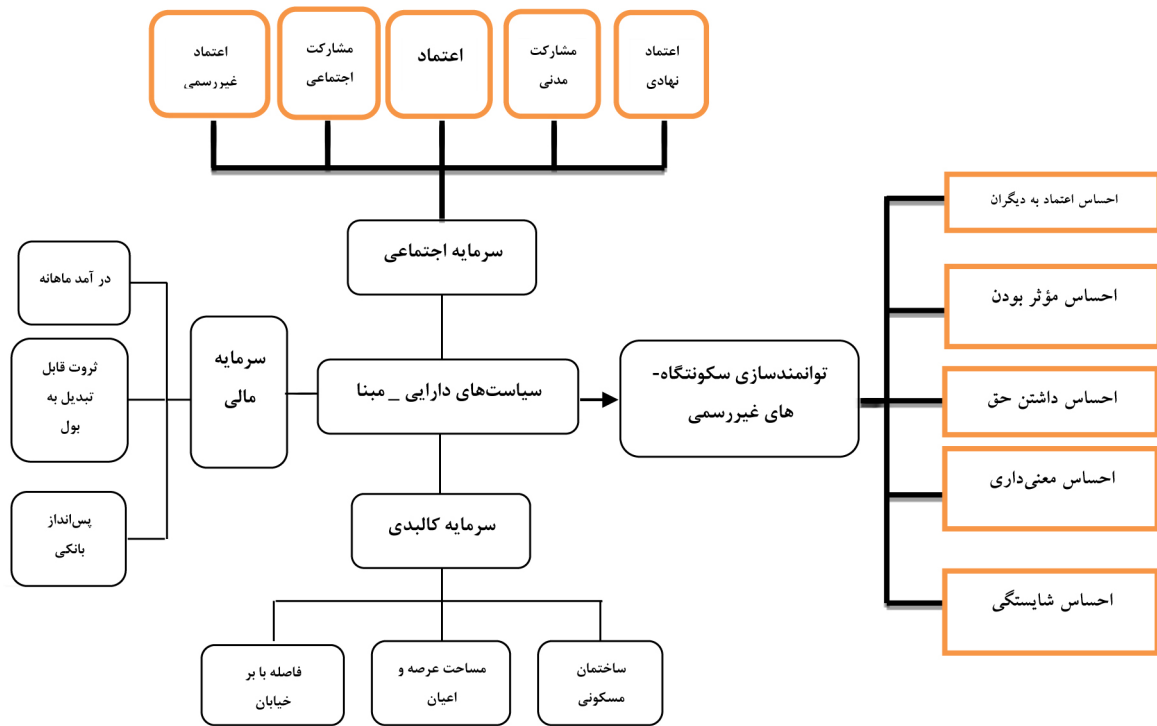 اعتماد
نهادی
مشارکت
مدنی
اعتماد
مشارکت
اجتماعی
اعتماد
غیررسمی
سرمایه اجتماعی
احساس اعتماد به دیگران
احساس مؤثر بودن
احساس داشتن حق
احساس معنی‌داری
احساس شایستگی
توانمندسازی سکونتگاه-
های غیررسمی
سیاست‌های دارایی _ مبنا
سرمایه
مالی
در آمد ماهانه
ثروت قابل
تبدیل به
بول
پس‌انداز
بانکی
سرمایه کالبدی
ساختمان
مسکونی
مساحت عرصه و
اعیان
فاصله با بر
خیابان